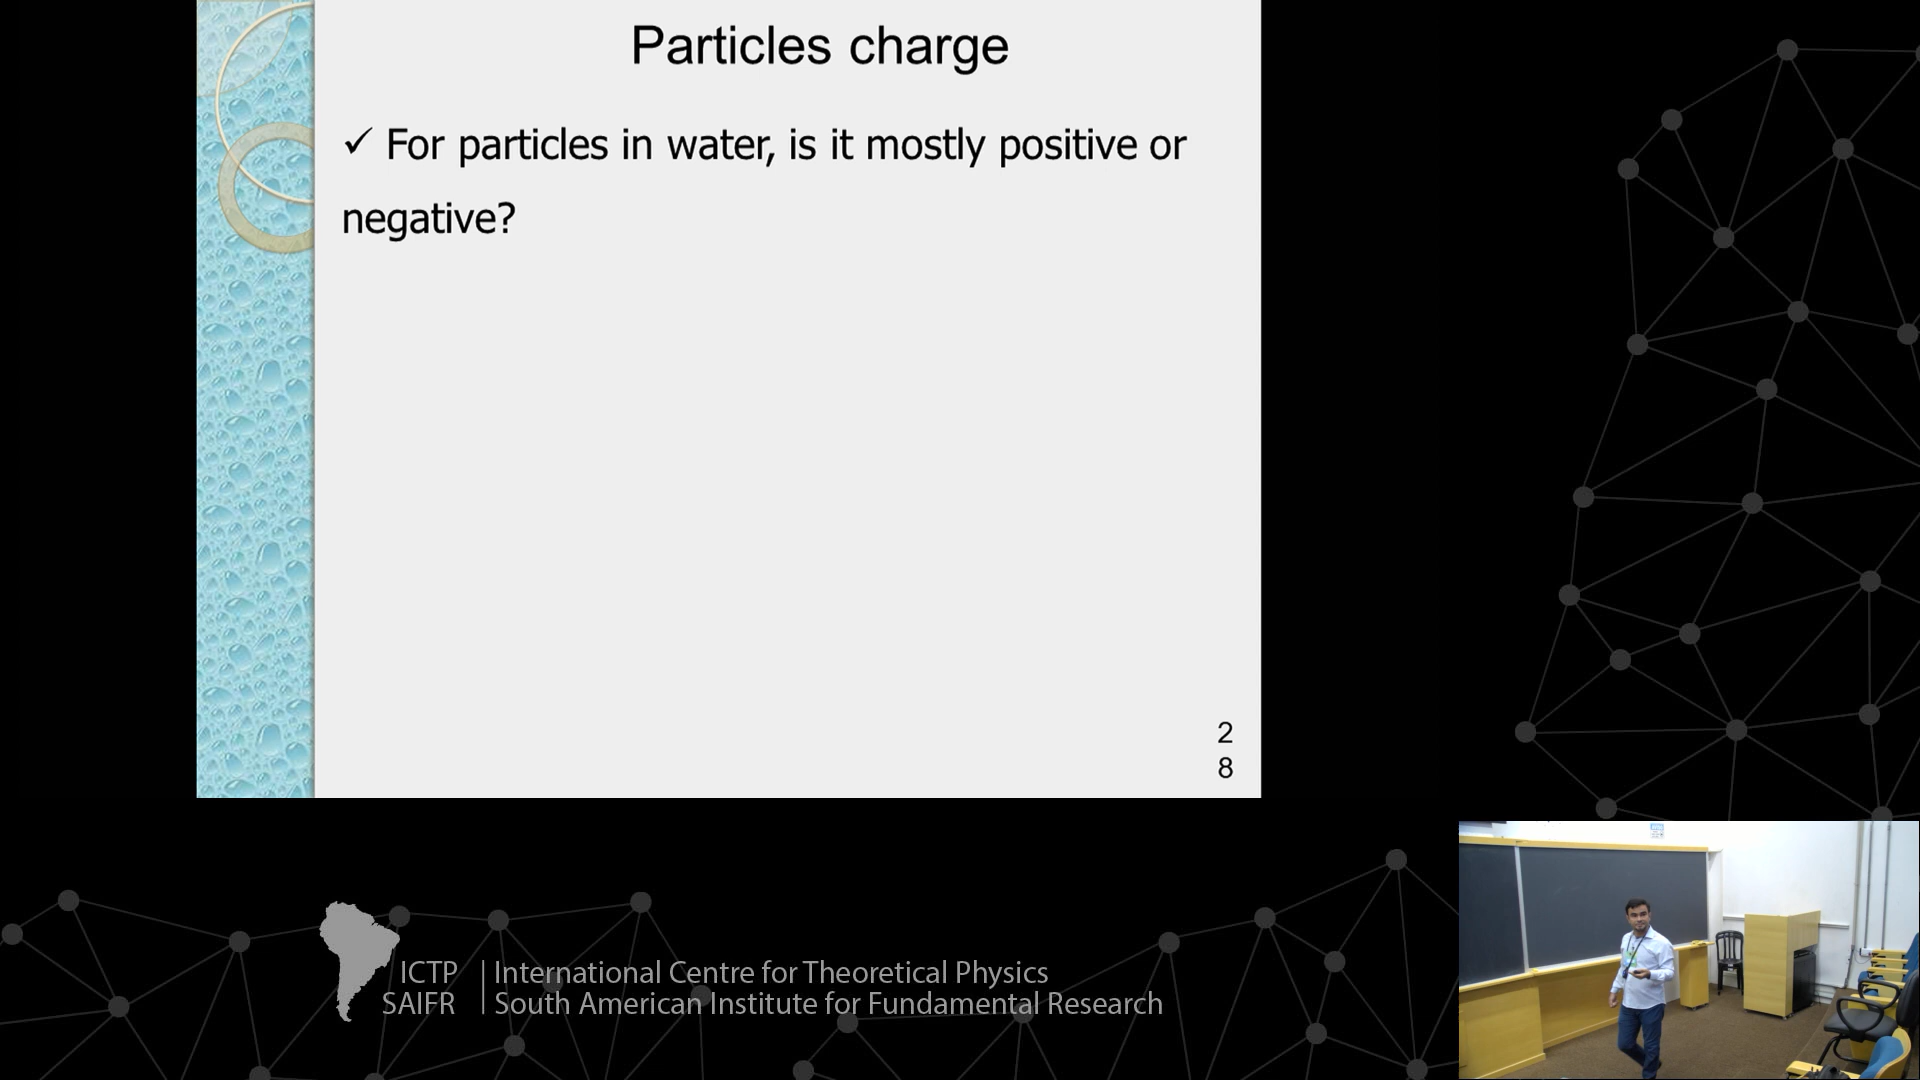 Particles charge
✓ For particles in water, is it mostly positive or
negative?
2
8
ICTP
SAIFR
International Centre for Theoretical Physics
South American Institute for Fundamental Research